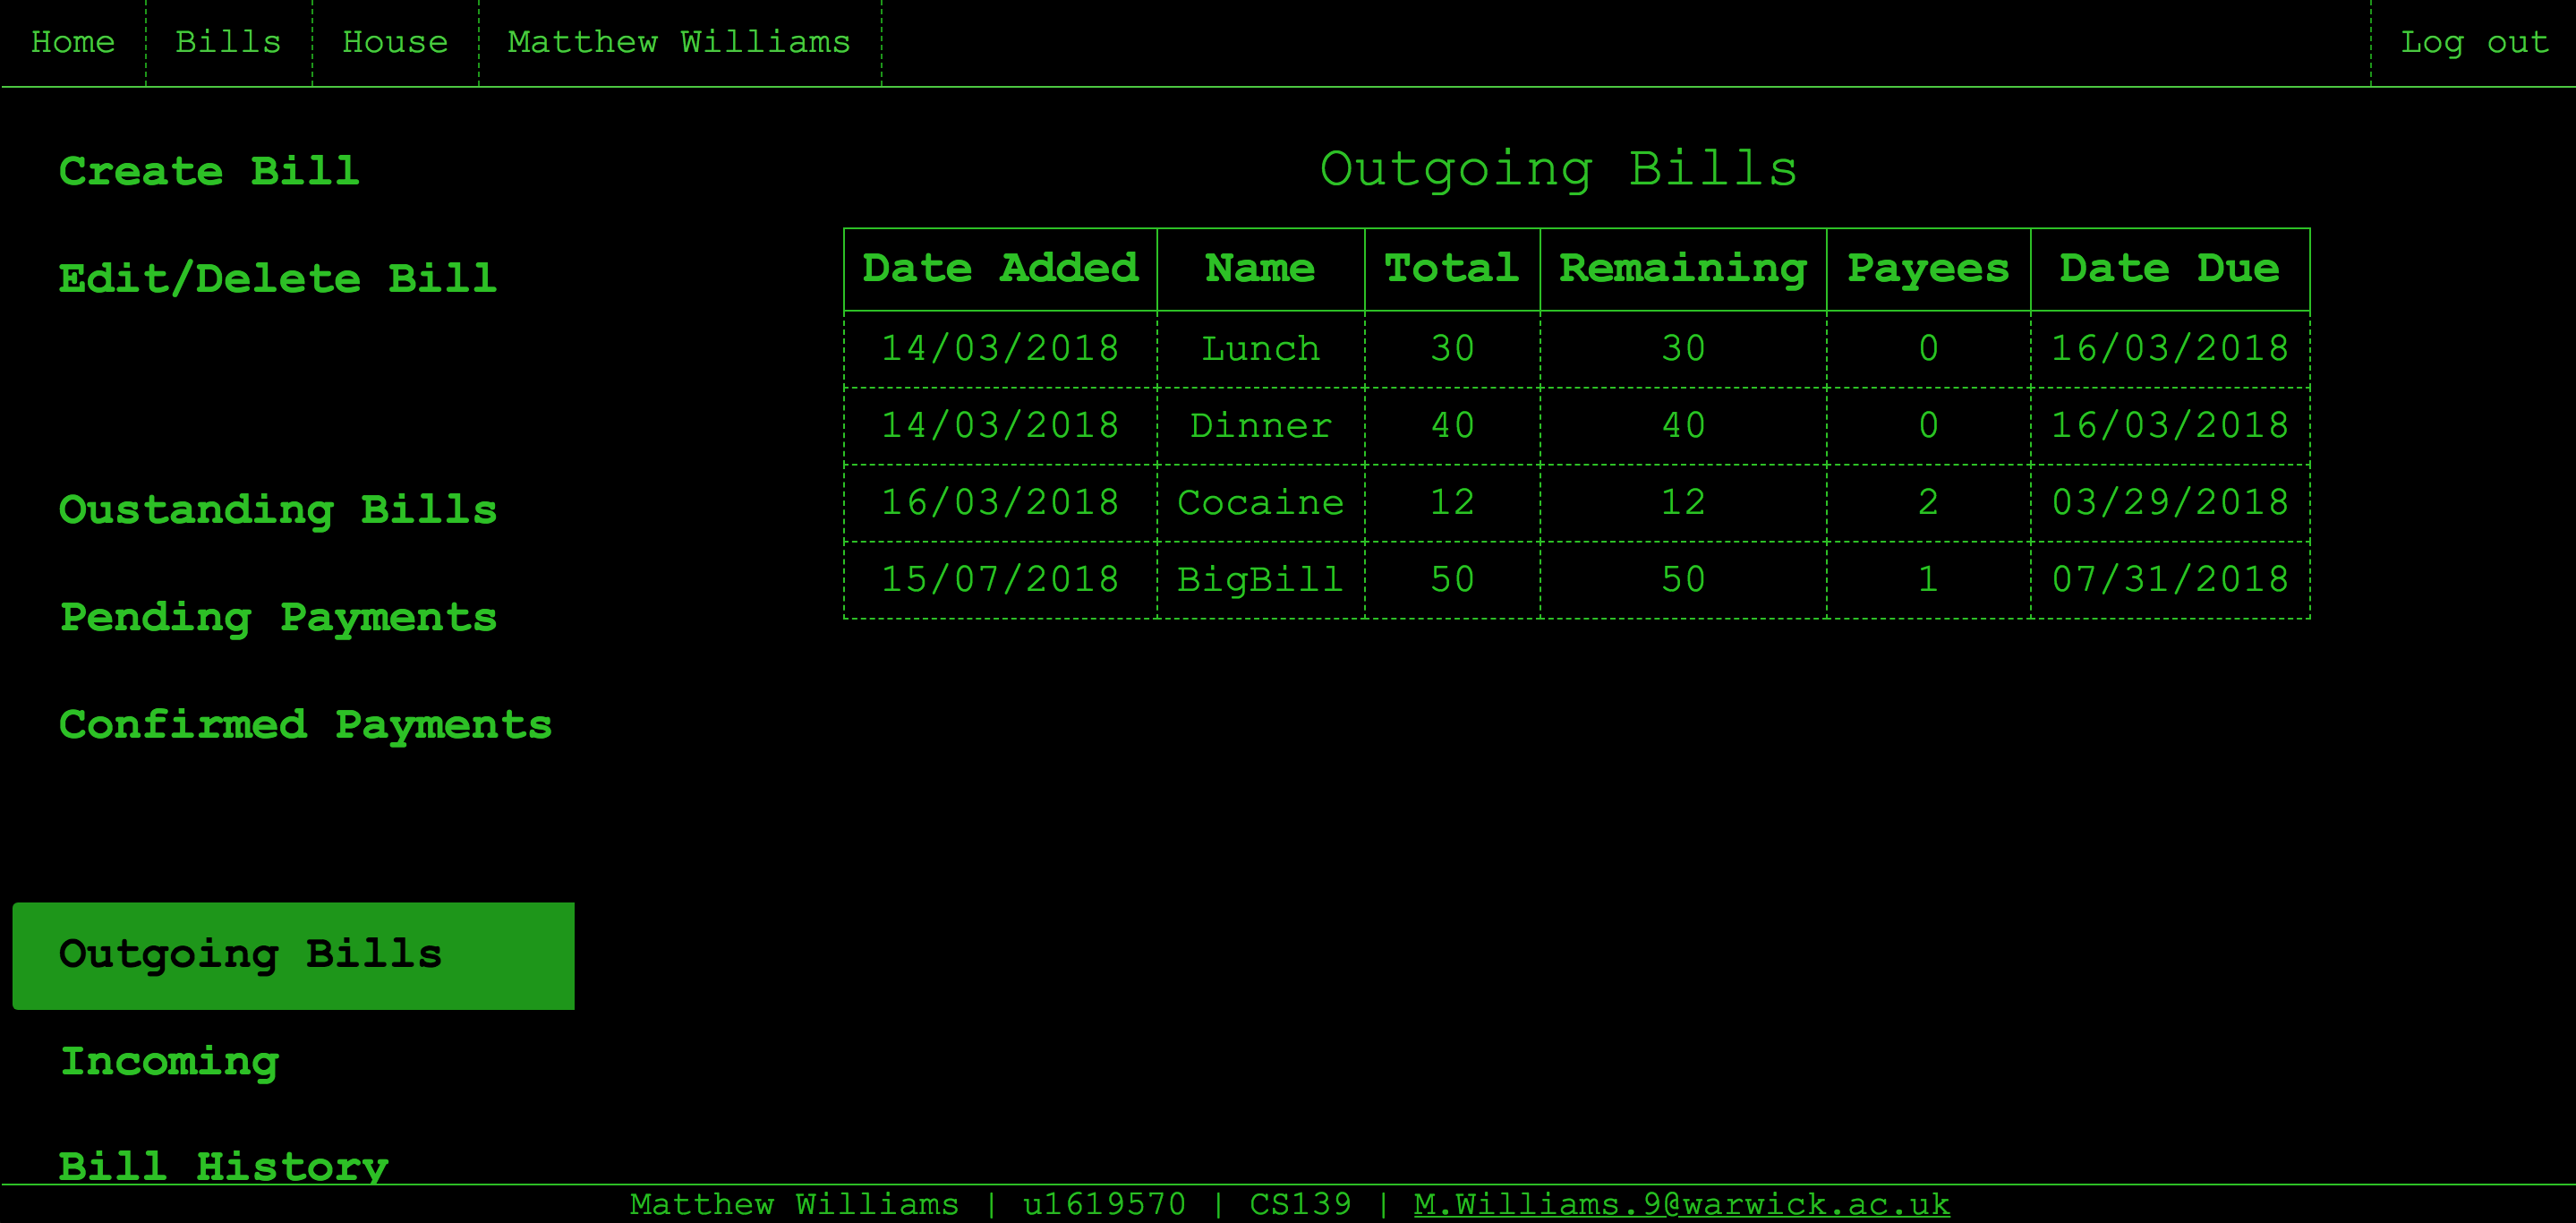 Home Bills House Matthew Williams Log out
Create Bill
Edit/Delete Bill
Oustanding Bills
Pending Payments
Confirmed Payments
Outgoing Bills
Incoming
Bill History
Outgoing Bills
Date Added Name Total Remaining Payees Date Due
14/03/2018 Lunch 30 30 0 16/03/2018
14/03/2018 Dinner 40 40 0 16/03/2018
16/03/2018 Cocaine 12 12 2 03/29/2018
15/07/2018 BigBill 50 50 1 07/31/2018
Matthew Williams | u1619570 | CS139 | M.Williams.9@warwick.ac.uk